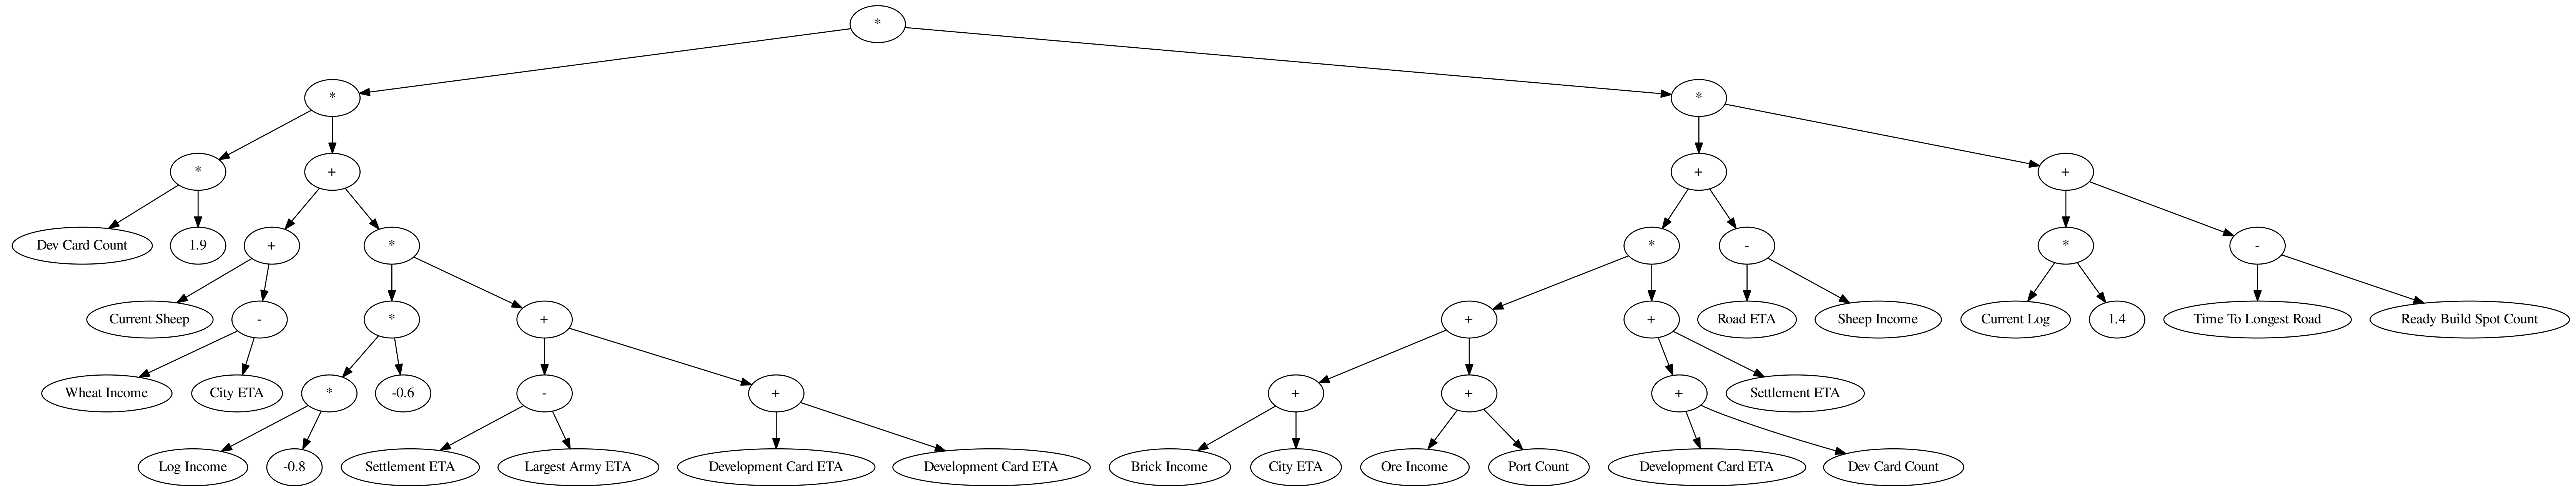 *
* *
* + + +
Dev Card Count 1.9 + * * - * -
Current Sheep - * + + + Road ETA Sheep Income Current Log 1.4 Time To Longest Road Ready Build Spot Count
Wheat Income City ETA * -0.6 - + + + + Settlement ETA
Log Income -0.8 Settlement ETA Largest Army ETA Development Card ETA Development Card ETA Brick Income City ETA Ore Income Port Count Development Card ETA Dev Card Count